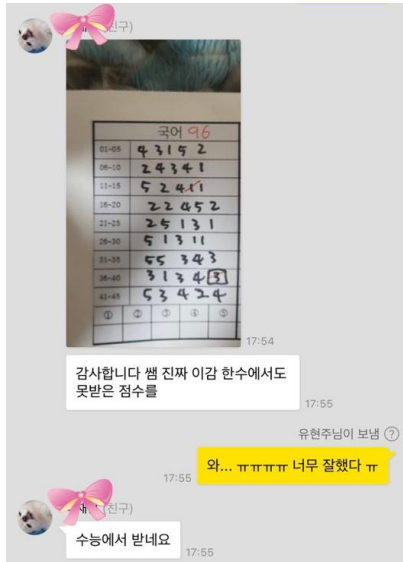 (친구)
국어 96
01-05 4 3 1 5 2
06-10 2 4 3 4 1
11-15 5 2 4 1 1
16-20 2 2 4 5 2
21-25 2 5 1 3 1
26-30 5 1 3 1 1
31-35 5 5 3 4 3
36-40 3 1 3 4 3
41-45 5 3 4 2 4
① ② ③ ④ ⑤
17:54
감사합니다 쌤 진짜 이감 한수에서도
못받은 점수를
17:55
유현주님이 보냄 ?
와... ㅠㅠㅠㅠ 너무 잘했다 ㅠ
17:55
(친구)
수능에서 받네요
17:55